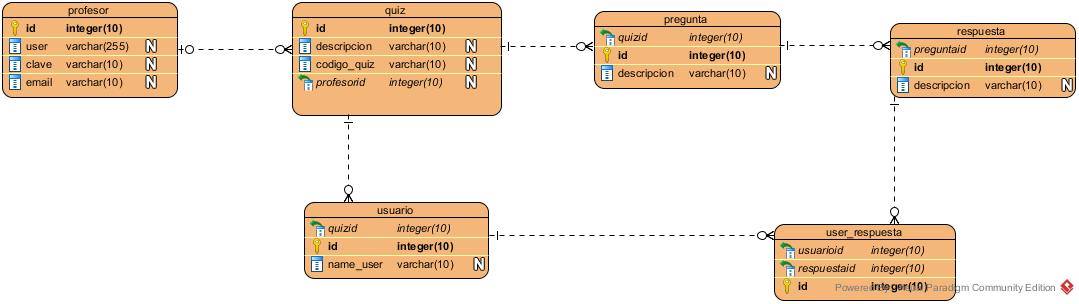 profesor
id integer(10)
user varchar(255) N
clave varchar(10) N
email varchar(10) N
quiz
id integer(10)
descripcion varchar(10) N
codigo_quiz varchar(10) N
profesorid integer(10) N
pregunta
quizid integer(10)
id integer(10)
descripcion varchar(10) N
respuesta
preguntaid integer(10)
id integer(10)
descripcion varchar(10) N
usuario
quizid integer(10)
id integer(10)
name_user varchar(10) N
user_respuesta
usuarioid integer(10)
respuestaid integer(10)
id integer(10)
Powered By Visual Paradigm Community Edition